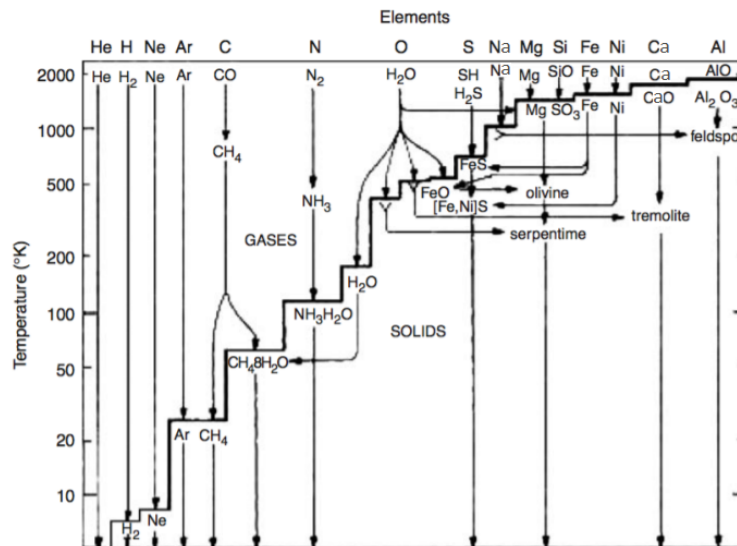 Elements
He H Ne Ar C N O S Na Mg Si Fe Ni Ca Al
2000 He H2 Ne Ar CO N2 H2O SH Na Mg SiO Fe Ni Ca AlO
H2S Mg SO3 Fe Ni CaO Al2O3
1000 CH4 feldspo
FeS
500 NH3 FeO olivine
[Fe,Ni]S tremolite
GASES serpentime
200 H2O
100 NH3H2O SOLIDS
50 CH48H2O
20 Ar CH4
10 H2 Ne
Temperature (°K)